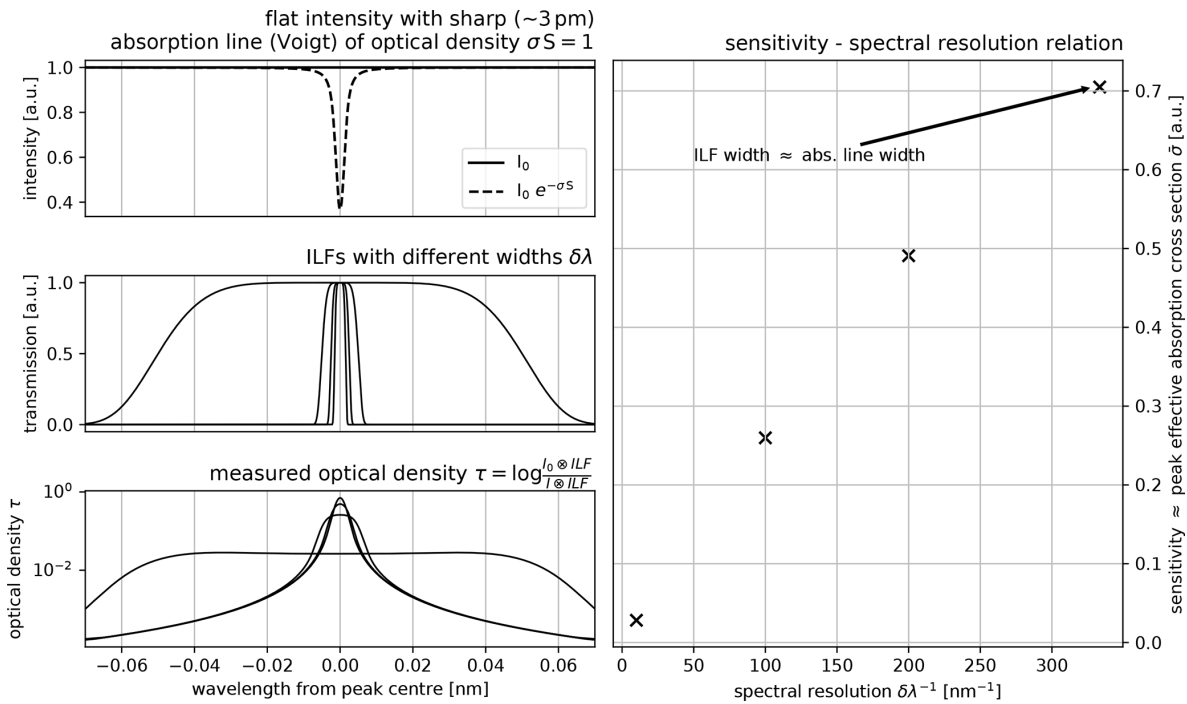 flat intensity with sharp (~3 pm)
absorption line (Voigt) of optical density σ S = 1
intensity [a.u.]
1.0
0.8
0.6
0.4
I₀
I₀ e^{−σ S}
ILFs with different widths δλ
transmission [a.u.]
1.0
0.5
0.0
measured optical density τ = log I₀ ⊗ ILF / I ⊗ ILF
optical density τ
10⁰
10⁻²
−0.06 −0.04 −0.02 0.00 0.02 0.04 0.06
wavelength from peak centre [nm]
sensitivity - spectral resolution relation
ILF width ≈ abs. line width
0.7
0.6
0.5
0.4
0.3
0.2
0.1
0.0
sensitivity ≈ peak effective absorption cross section σ̄ [a.u.]
0 50 100 150 200 250 300
spectral resolution δλ⁻¹ [nm⁻¹]